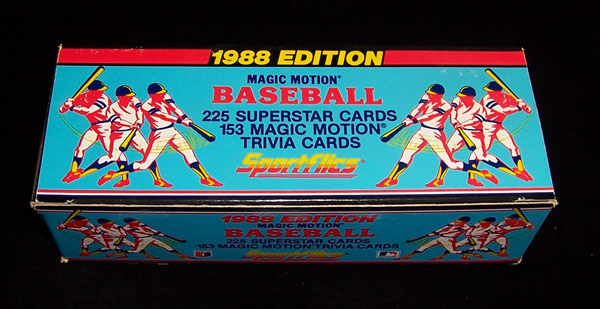 1988 EDITION
MAGIC MOTION®
BASEBALL
225 SUPERSTAR CARDS
153 MAGIC MOTION®
TRIVIA CARDS
Sportflics®
1988 EDITION
MAGIC MOTION®
BASEBALL
225 SUPERSTAR CARDS
153 MAGIC MOTION® TRIVIA CARDS
Sportflics®